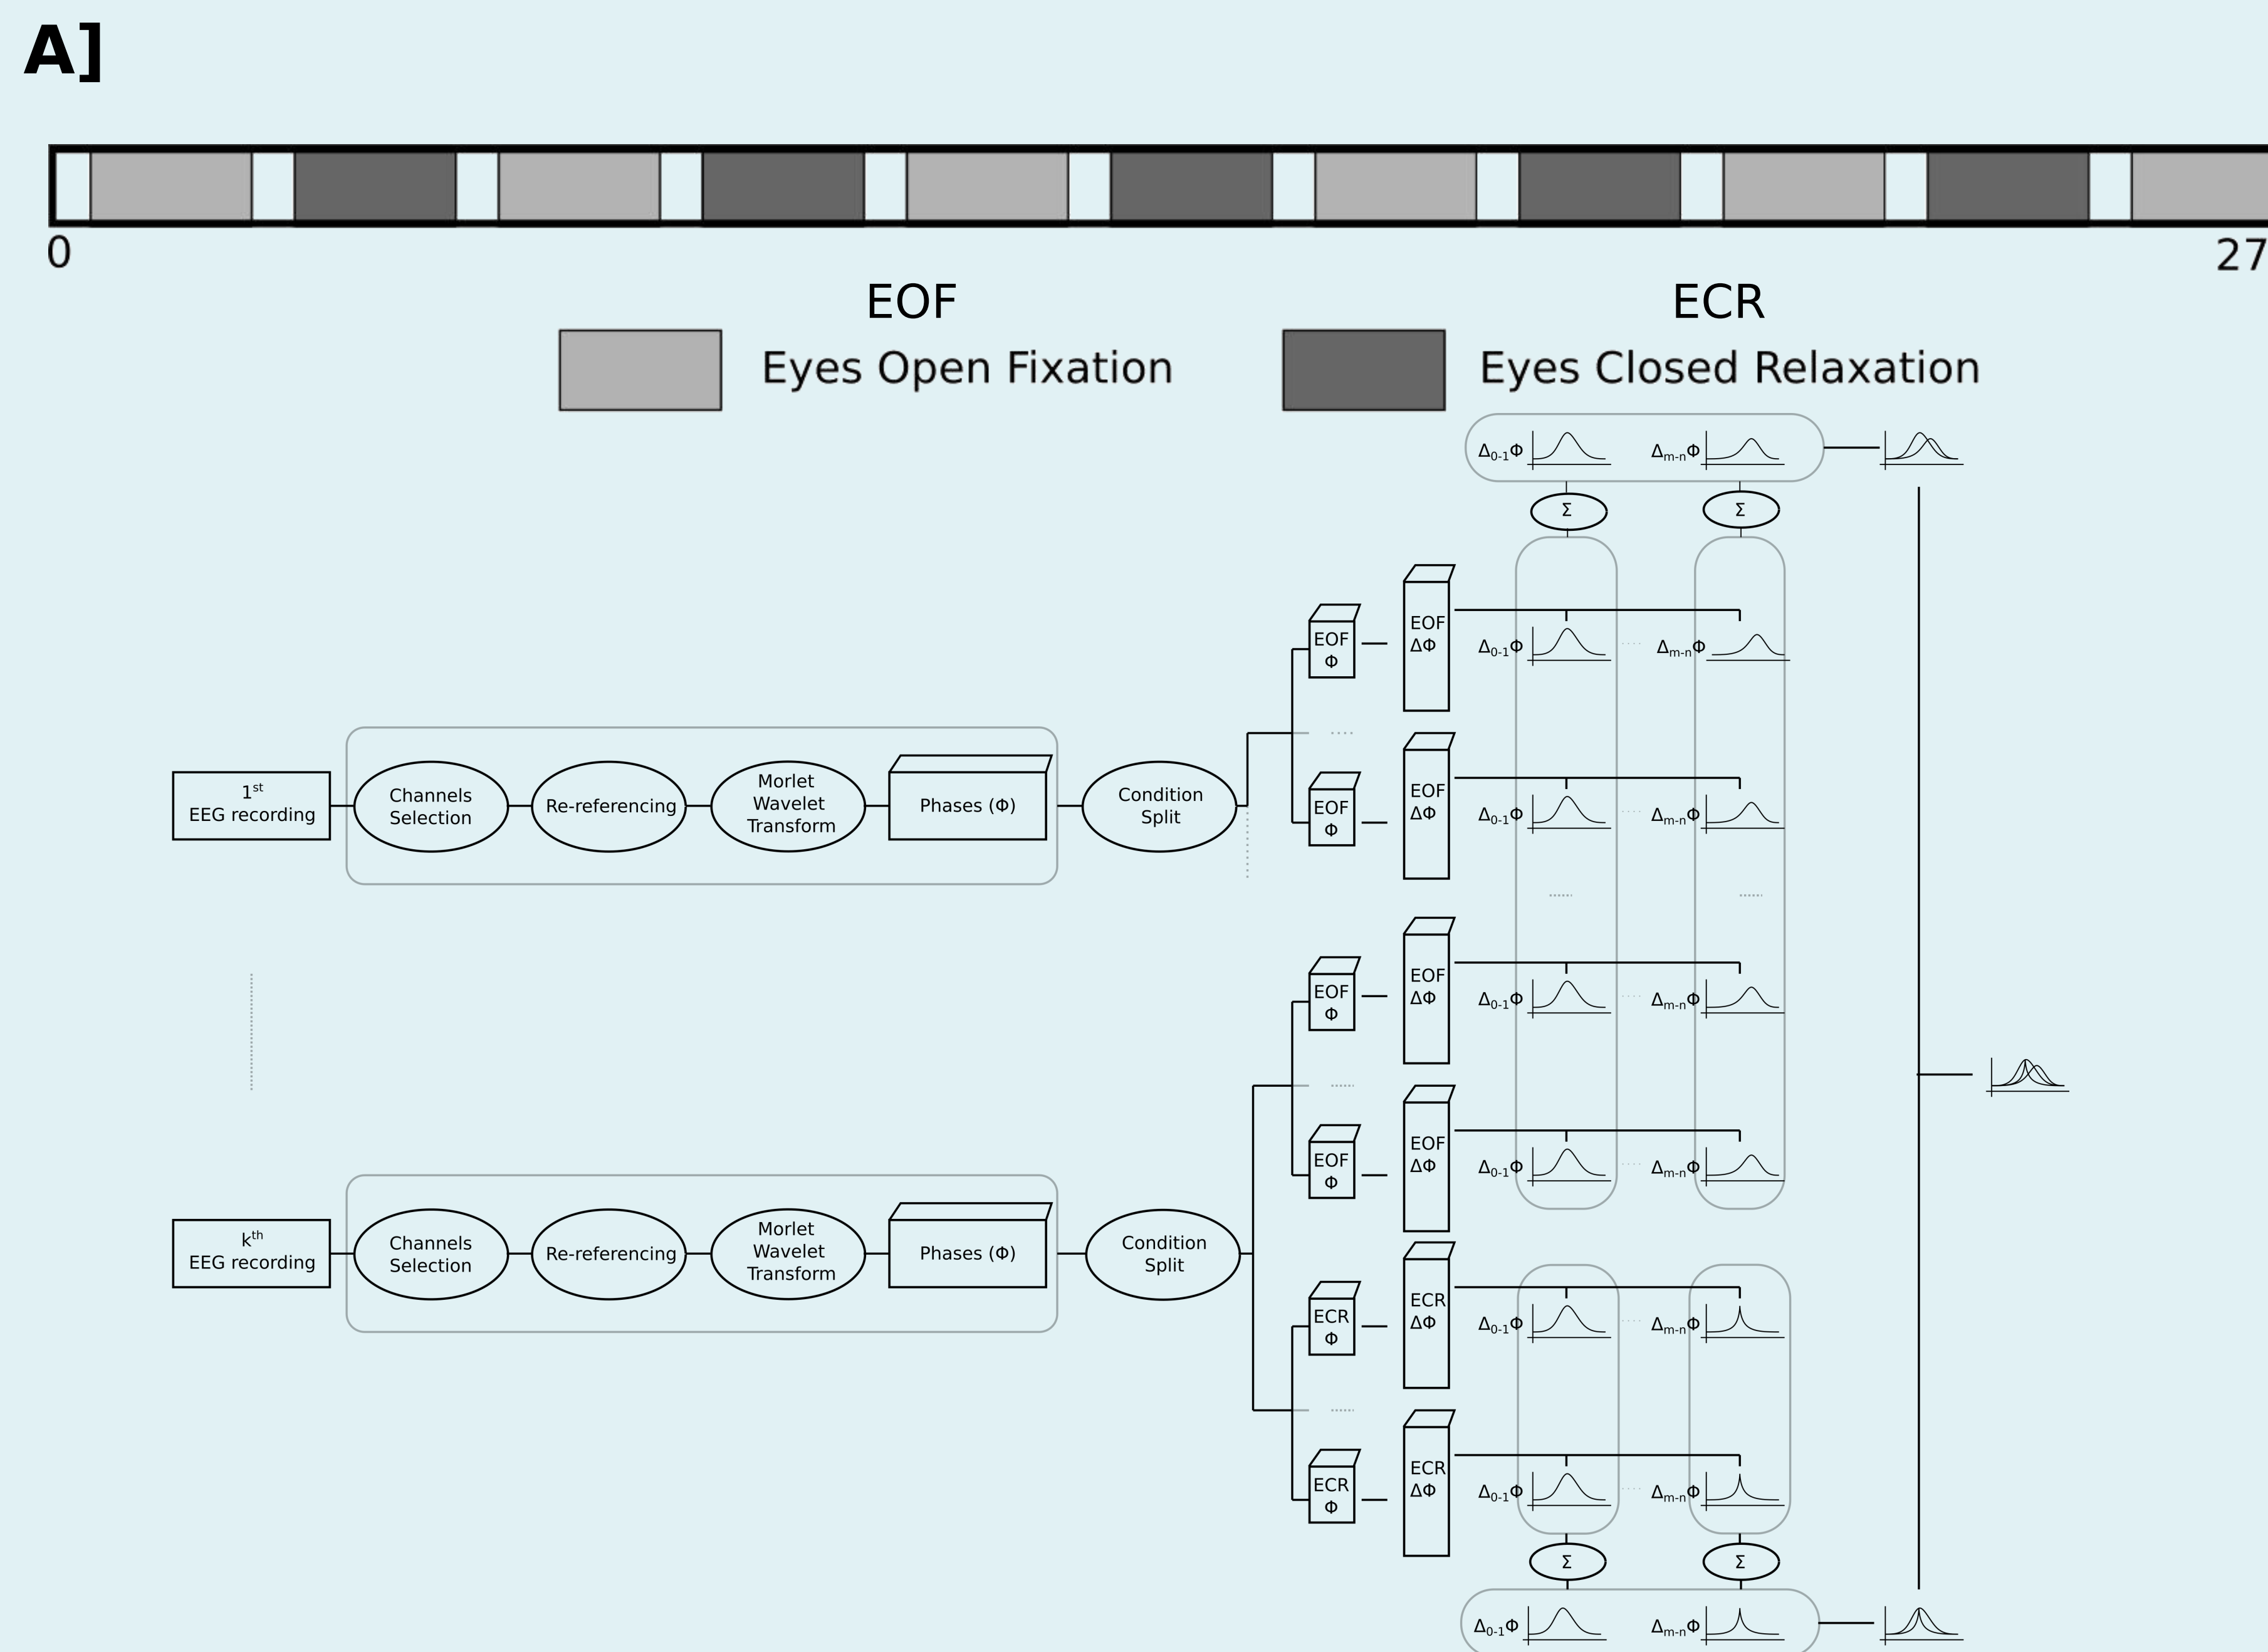 A]
0
27
EOF
ECR
Eyes Open Fixation
Eyes Closed Relaxation
Δ0-1Φ
Δm-nΦ
Σ
Σ
EOF
Φ
EOF
ΔΦ
Δ0-1Φ
Δm-nΦ
1st
EEG recording
Channels
Selection
Re-referencing
Morlet
Wavelet
Transform
Phases (Φ)
Condition
Split
EOF
Φ
EOF
ΔΦ
Δ0-1Φ
Δm-nΦ
EOF
Φ
EOF
ΔΦ
Δ0-1Φ
Δm-nΦ
EOF
Φ
EOF
ΔΦ
Δ0-1Φ
Δm-nΦ
kth
EEG recording
Channels
Selection
Re-referencing
Morlet
Wavelet
Transform
Phases (Φ)
Condition
Split
ECR
Φ
ECR
ΔΦ
Δ0-1Φ
Δm-nΦ
ECR
Φ
ECR
ΔΦ
Δ0-1Φ
Δm-nΦ
Σ
Σ
Δ0-1Φ
Δm-nΦ